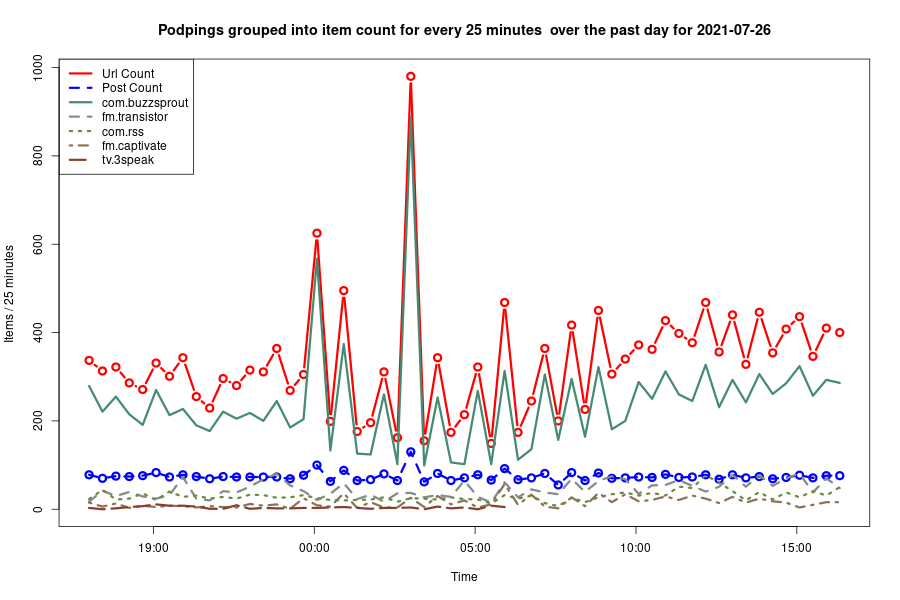 Podpings grouped into item count for every 25 minutes  over the past day for 2021-07-26
Url Count
Post Count
com.buzzsprout
fm.transistor
com.rss
fm.captivate
tv.3speak
Items / 25 minutes
1000
800
600
400
200
0
19:00
00:00
05:00
10:00
15:00
Time